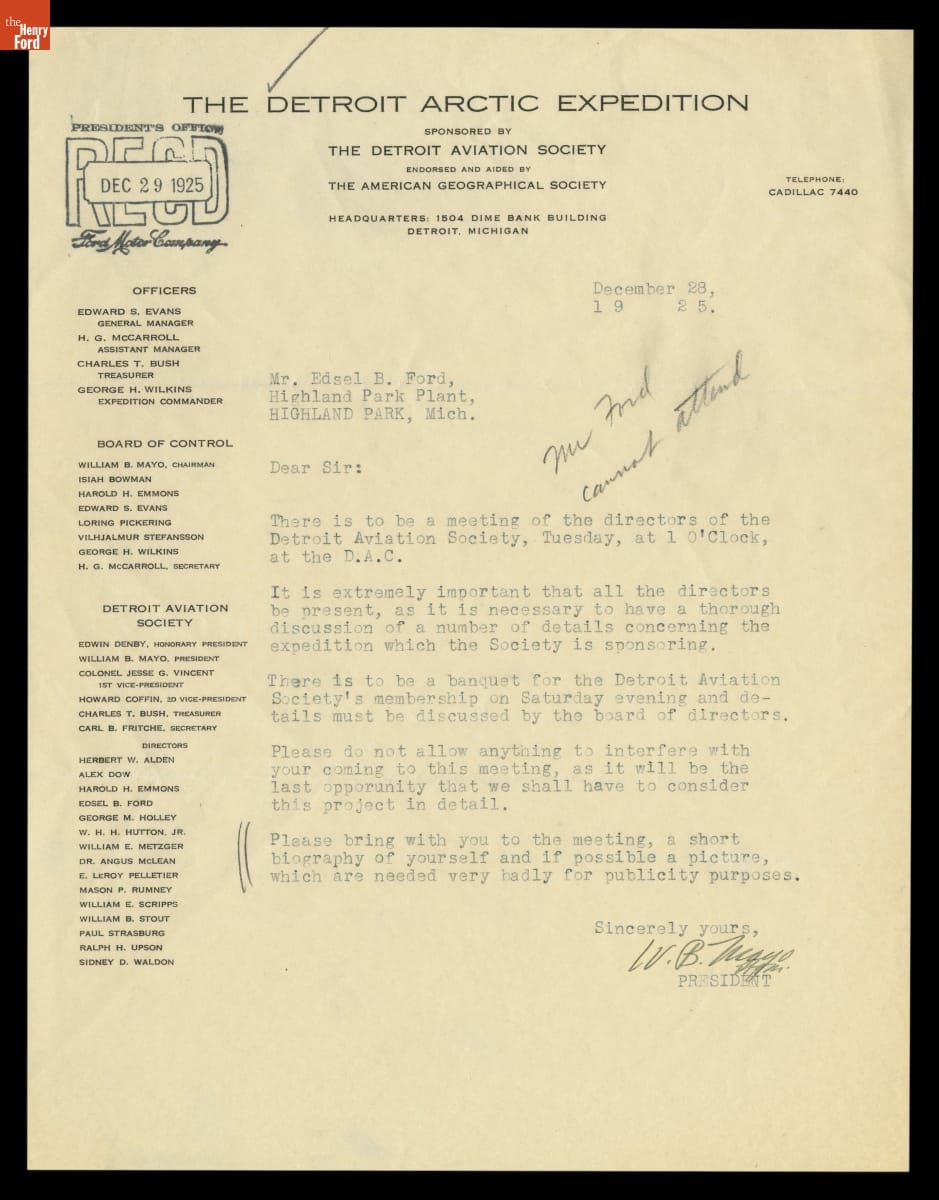 the
Henry
Ford
THE DETROIT ARCTIC EXPEDITION
SPONSORED BY
THE DETROIT AVIATION SOCIETY
ENDORSED AND AIDED BY
THE AMERICAN GEOGRAPHICAL SOCIETY
HEADQUARTERS: 1504 DIME BANK BUILDING
DETROIT, MICHIGAN
TELEPHONE:
CADILLAC 7440
PRESIDENT'S OFFICE
RECD
DEC 29 1925
Ford Motor Company
OFFICERS
EDWARD S. EVANS
GENERAL MANAGER
H. G. McCARROLL
ASSISTANT MANAGER
CHARLES T. BUSH
TREASURER
GEORGE H. WILKINS
EXPEDITION COMMANDER
BOARD OF CONTROL
WILLIAM B. MAYO, CHAIRMAN
ISIAH BOWMAN
HAROLD H. EMMONS
EDWARD S. EVANS
LORING PICKERING
VILHJALMUR STEFANSSON
GEORGE H. WILKINS
H. G. McCARROLL, SECRETARY
DETROIT AVIATION
SOCIETY
EDWIN DENBY, HONORARY PRESIDENT
WILLIAM B. MAYO, PRESIDENT
COLONEL JESSE G. VINCENT
1ST VICE-PRESIDENT
HOWARD COFFIN, 2D VICE-PRESIDENT
CHARLES T. BUSH, TREASURER
CARL B. FRITCHE, SECRETARY
DIRECTORS
HERBERT W. ALDEN
ALEX DOW
HAROLD H. EMMONS
EDSEL B. FORD
GEORGE M. HOLLEY
W. H. H. HUTTON, JR.
WILLIAM E. METZGER
DR. ANGUS McLEAN
E. LeROY PELLETIER
MASON P. RUMNEY
WILLIAM E. SCRIPPS
WILLIAM B. STOUT
PAUL STRASBURG
RALPH H. UPSON
SIDNEY D. WALDON
December 28,
19 25.
Mr. Edsel B. Ford,
Highland Park Plant,
HIGHLAND PARK, Mich.
Mr Ford
cannot attend
Dear Sir:
There is to be a meeting of the directors of the
Detroit Aviation Society, Tuesday, at 1 O'Clock,
at the D.A.C.
It is extremely important that all the directors
be present, as it is necessary to have a thorough
discussion of a number of details concerning the
expedition which the Society is sponsoring.
There is to be a banquet for the Detroit Aviation
Society's membership on Saturday evening and de-
tails must be discussed by the board of directors.
Please do not allow anything to interfere with
your coming to this meeting, as it will be the
last opporunity that we shall have to consider
this project in detail.
Please bring with you to the meeting, a short
biography of yourself and if possible a picture,
which are needed very badly for publicity purposes.
Sincerely yours,
W. B. Mayo
PRESIDENT